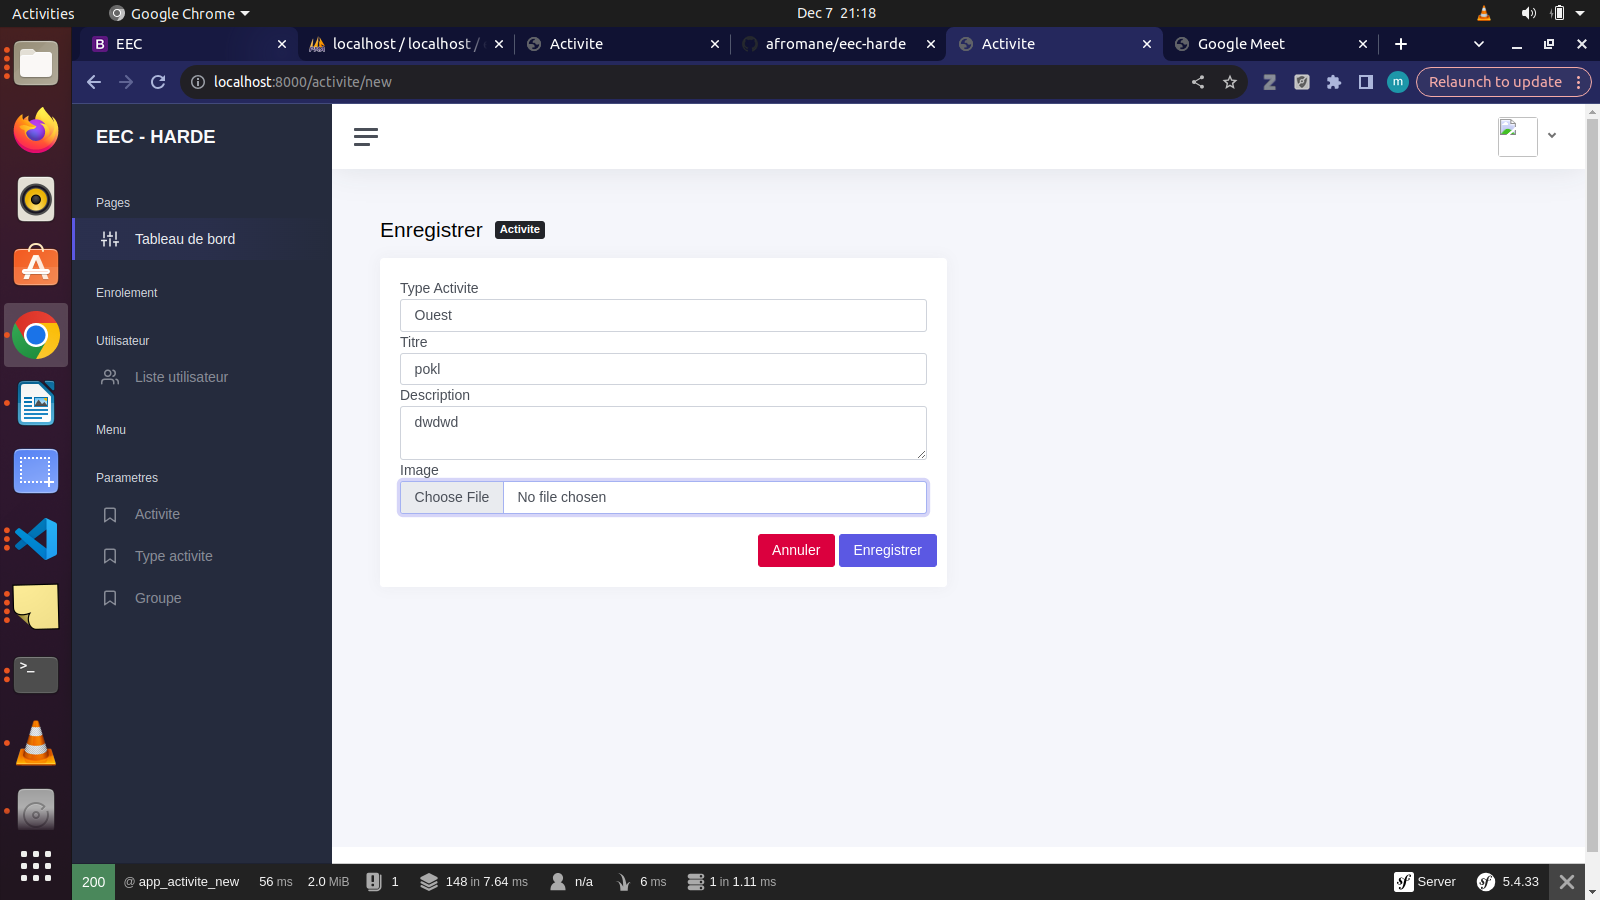 Activities Google Chrome Dec 7 21:18
EEC localhost / localhost / Activite afromane/eec-harde Activite Google Meet
localhost:8000/activite/new m Relaunch to update
EEC - HARDE
Pages
Tableau de bord
Enrolement
Utilisateur
Liste utilisateur
Menu
Parametres
Activite
Type activite
Groupe
Enregistrer Activite
Type Activite
Ouest
Titre
pokl
Description
dwdwd
Image
Choose File No file chosen
Annuler Enregistrer
200 @ app_activite_new 56 ms 2.0 MiB 1 148 in 7.64 ms n/a 6 ms 1 in 1.11 ms Server 5.4.33